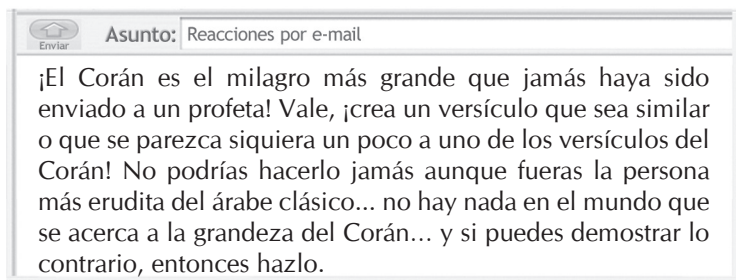 Enviar
Asunto: Reacciones por e-mail
¡El Corán es el milagro más grande que jamás haya sido
enviado a un profeta! Vale, ¡crea un versículo que sea similar
o que se parezca siquiera un poco a uno de los versículos del
Corán! No podrías hacerlo jamás aunque fueras la persona
más erudita del árabe clásico... no hay nada en el mundo que
se acerca a la grandeza del Corán... y si puedes demostrar lo
contrario, entonces hazlo.